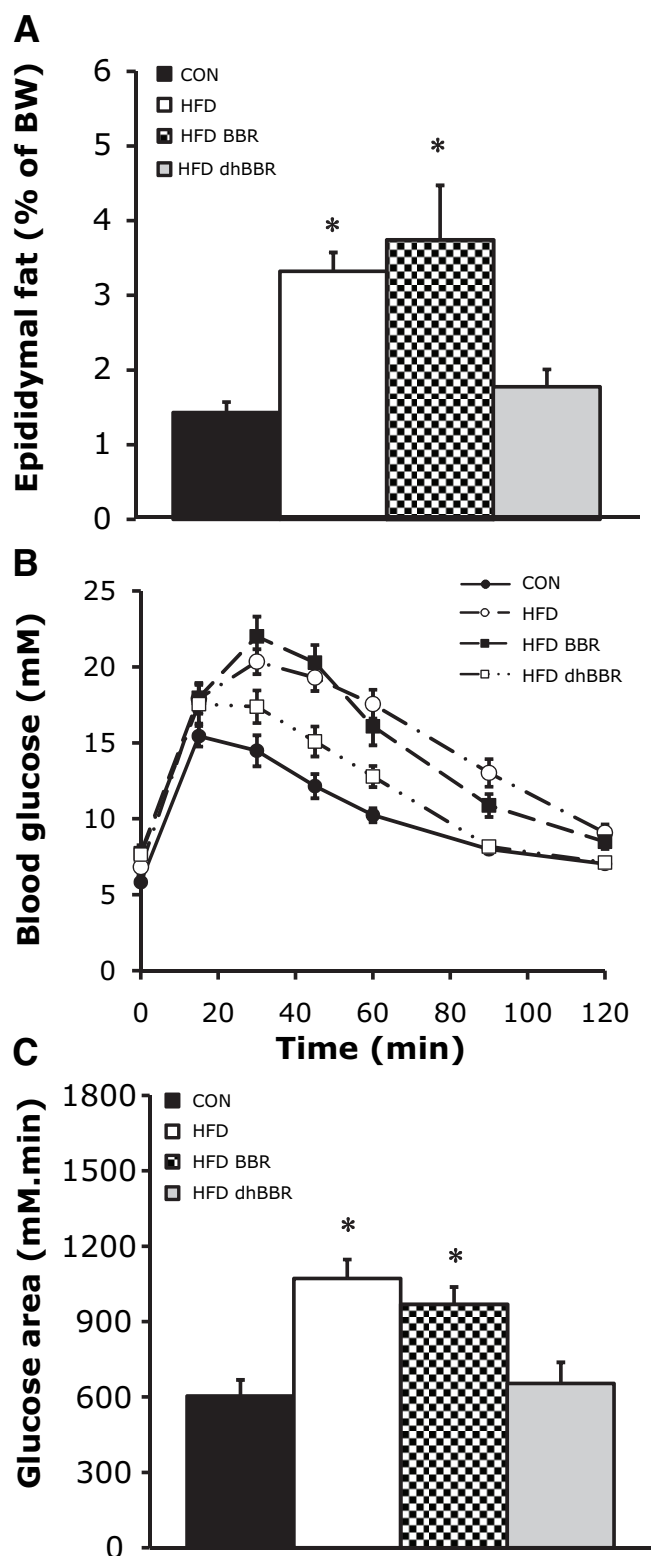 A
Epididymal fat (% of BW)
6
5
4
3
2
1
0
CON
HFD
HFD BBR
HFD dhBBR
*
*
B
Blood glucose (mM)
25
20
15
10
5
0
CON
HFD
HFD BBR
HFD dhBBR
0 20 40 60 80 100 120
Time (min)
C
Glucose area (mM.min)
1800
1500
1200
900
600
300
0
CON
HFD
HFD BBR
HFD dhBBR
*
*